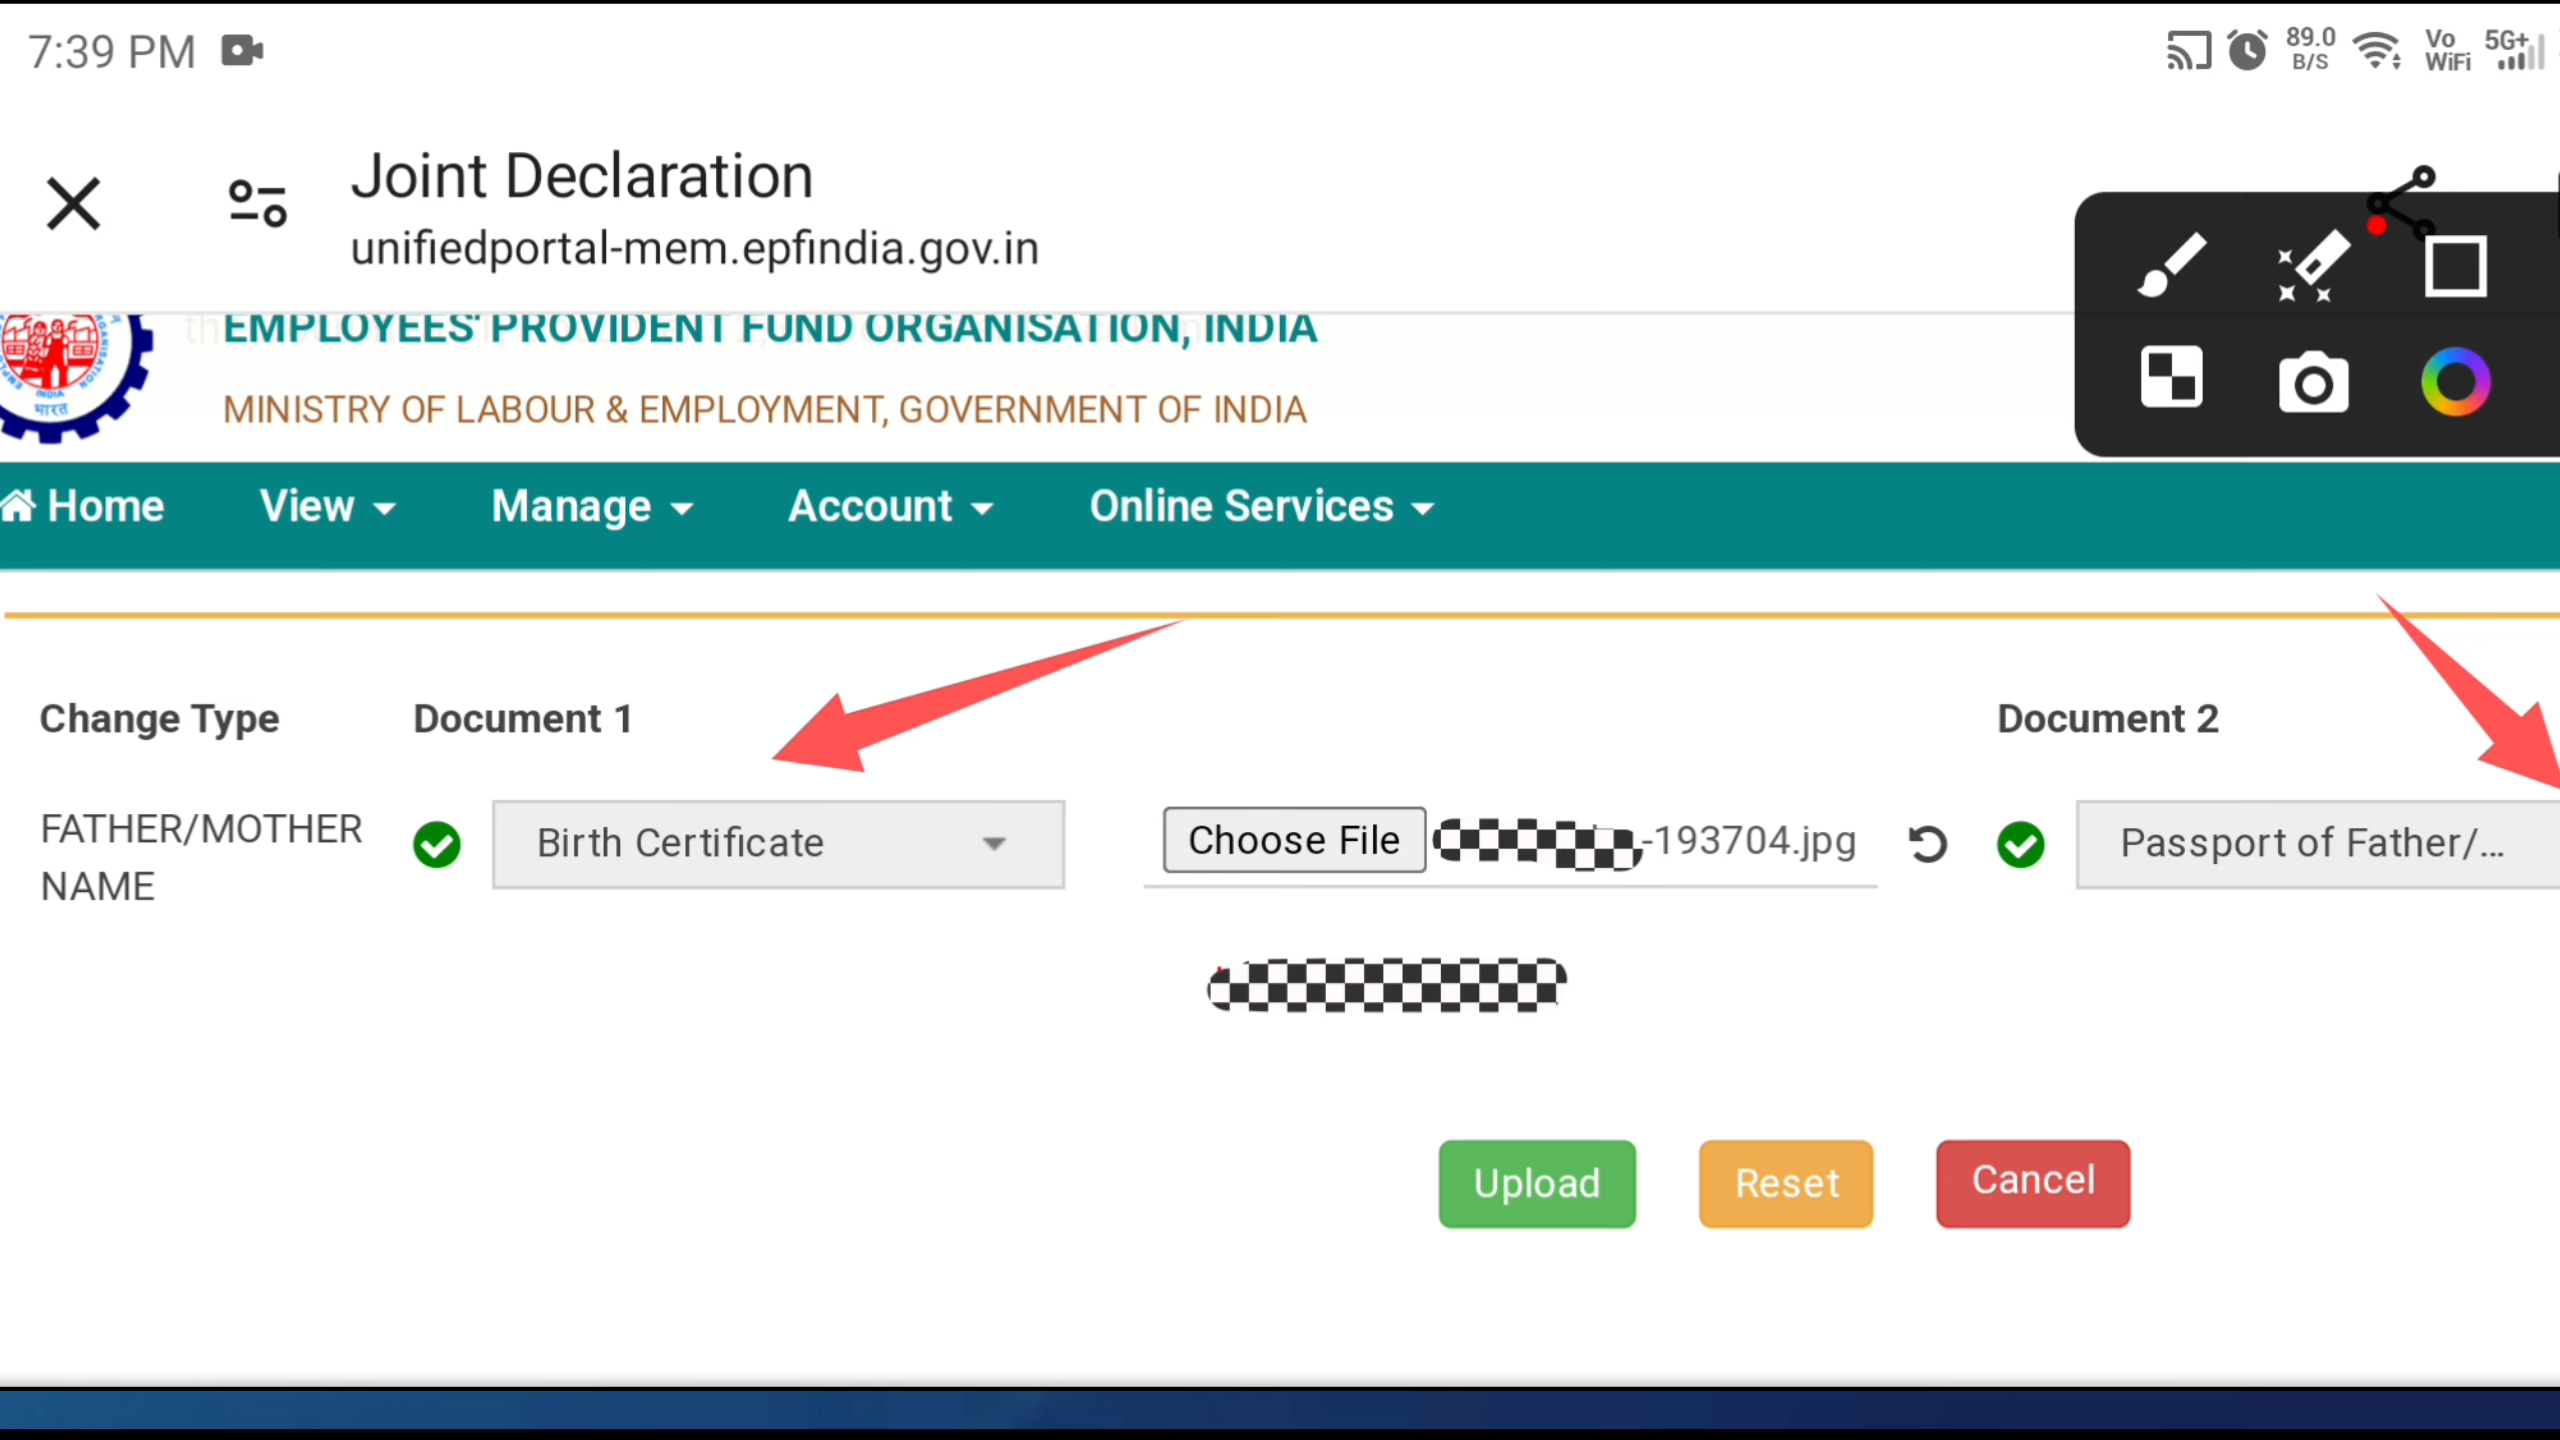 7:39 PM
89.0
B/S
Vo
WiFi
5G+
Joint Declaration
unifiedportal-mem.epfindia.gov.in
EMPLOYEES' PROVIDENT FUND ORGANISATION, INDIA
MINISTRY OF LABOUR & EMPLOYMENT, GOVERNMENT OF INDIA
INDIA
भारत
Home View Manage Account Online Services
Change Type Document 1 Document 2
FATHER/MOTHER
NAME
Birth Certificate Choose File -193704.jpg Passport of Father/...
Upload Reset Cancel